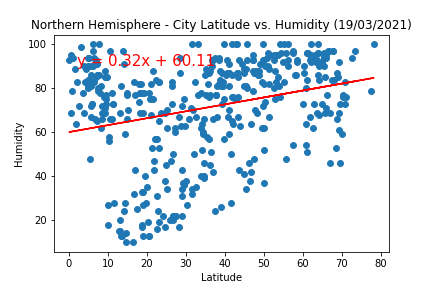 Northern Hemisphere - City Latitude vs. Humidity (19/03/2021)
y = 0.32x + 60.11
Humidity
100
80
60
40
20
0 10 20 30 40 50 60 70 80
Latitude